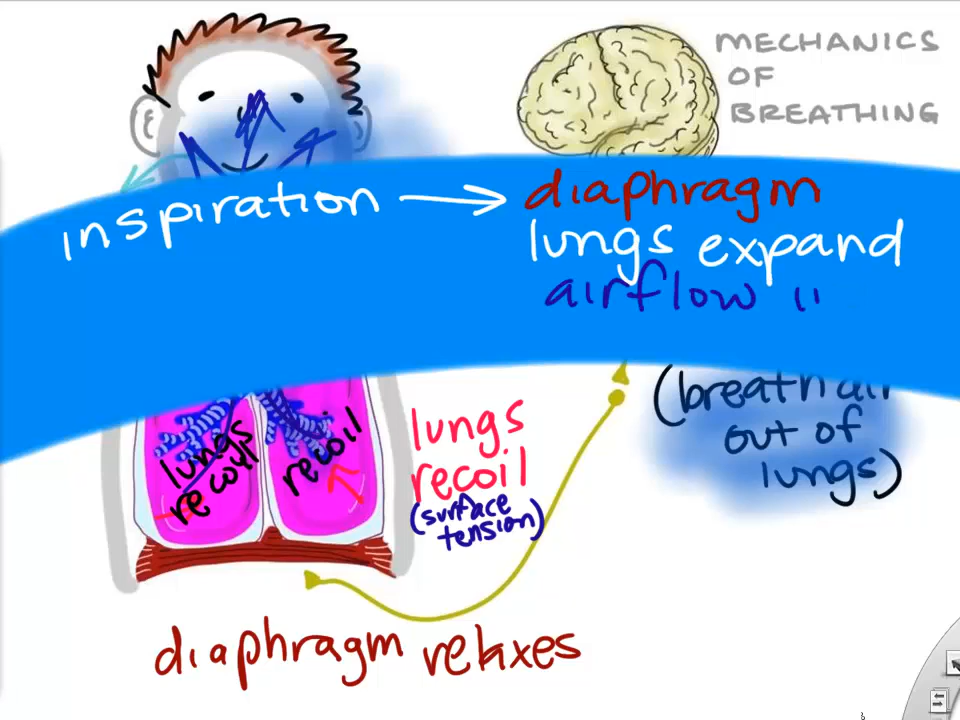 MECHANICS
OF
BREATHING
inspiration → diaphragm
lungs expand
airflow
(breath air
out of
lungs)
lungs
recoil
recoil
lungs
recoil
(surface
tension)
diaphragm relaxes